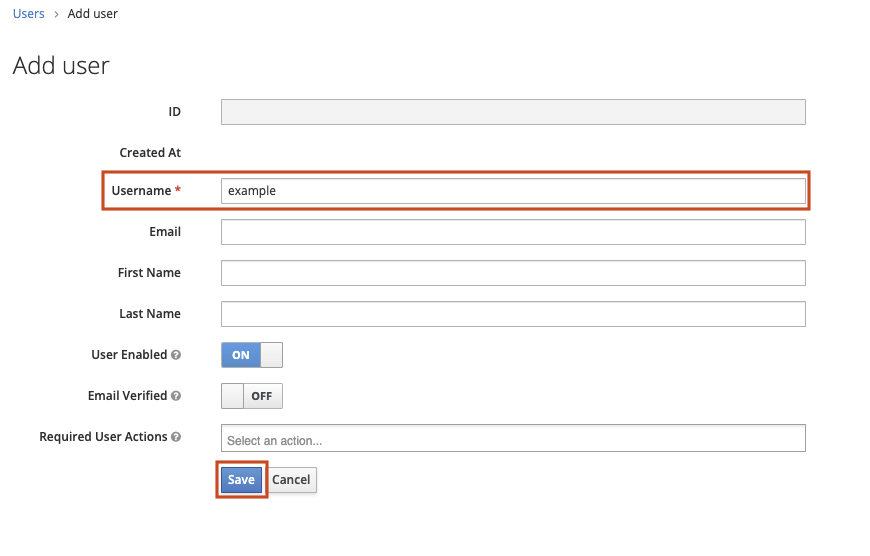 Users > Add user
Add user
ID
Created At
Username * example
Email
First Name
Last Name
User Enabled ? ON
Email Verified ? OFF
Required User Actions ? Select an action...
Save Cancel